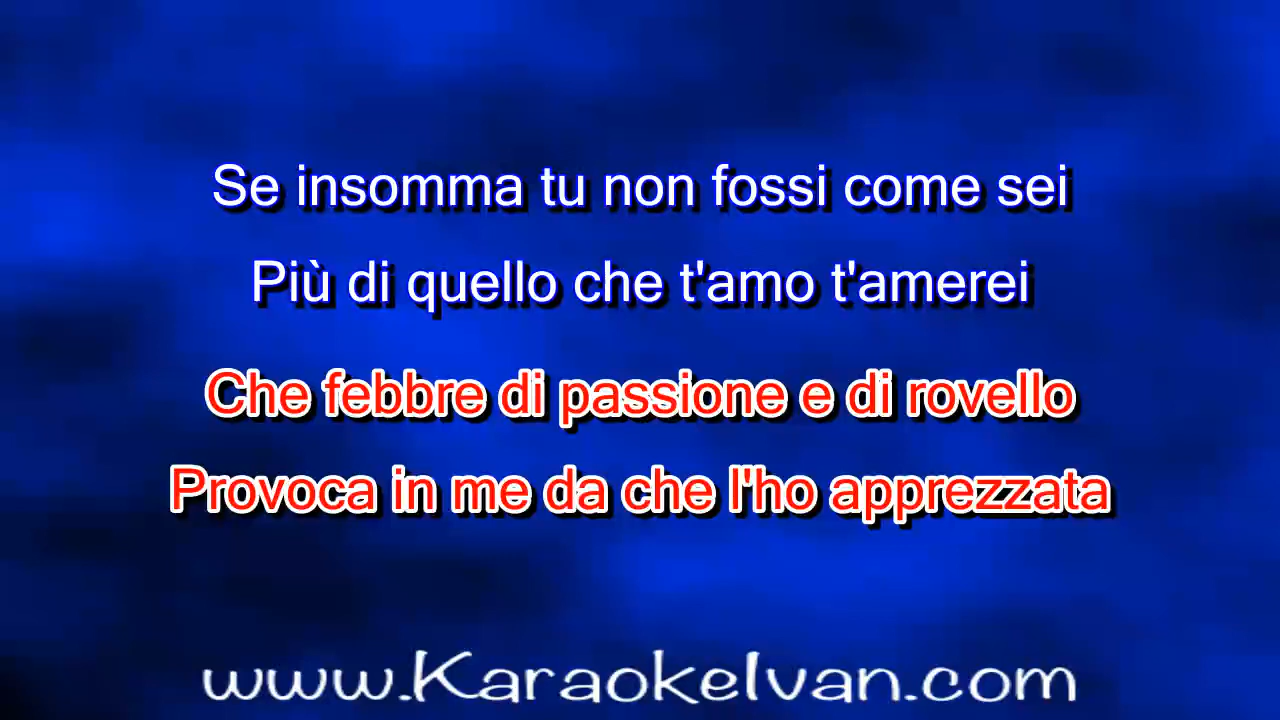 Se insomma tu non fossi come sei
Più di quello che t'amo t'amerei
Che febbre di passione e di rovello
Provoca in me da che l'ho apprezzata
www.KaraokeIvan.com